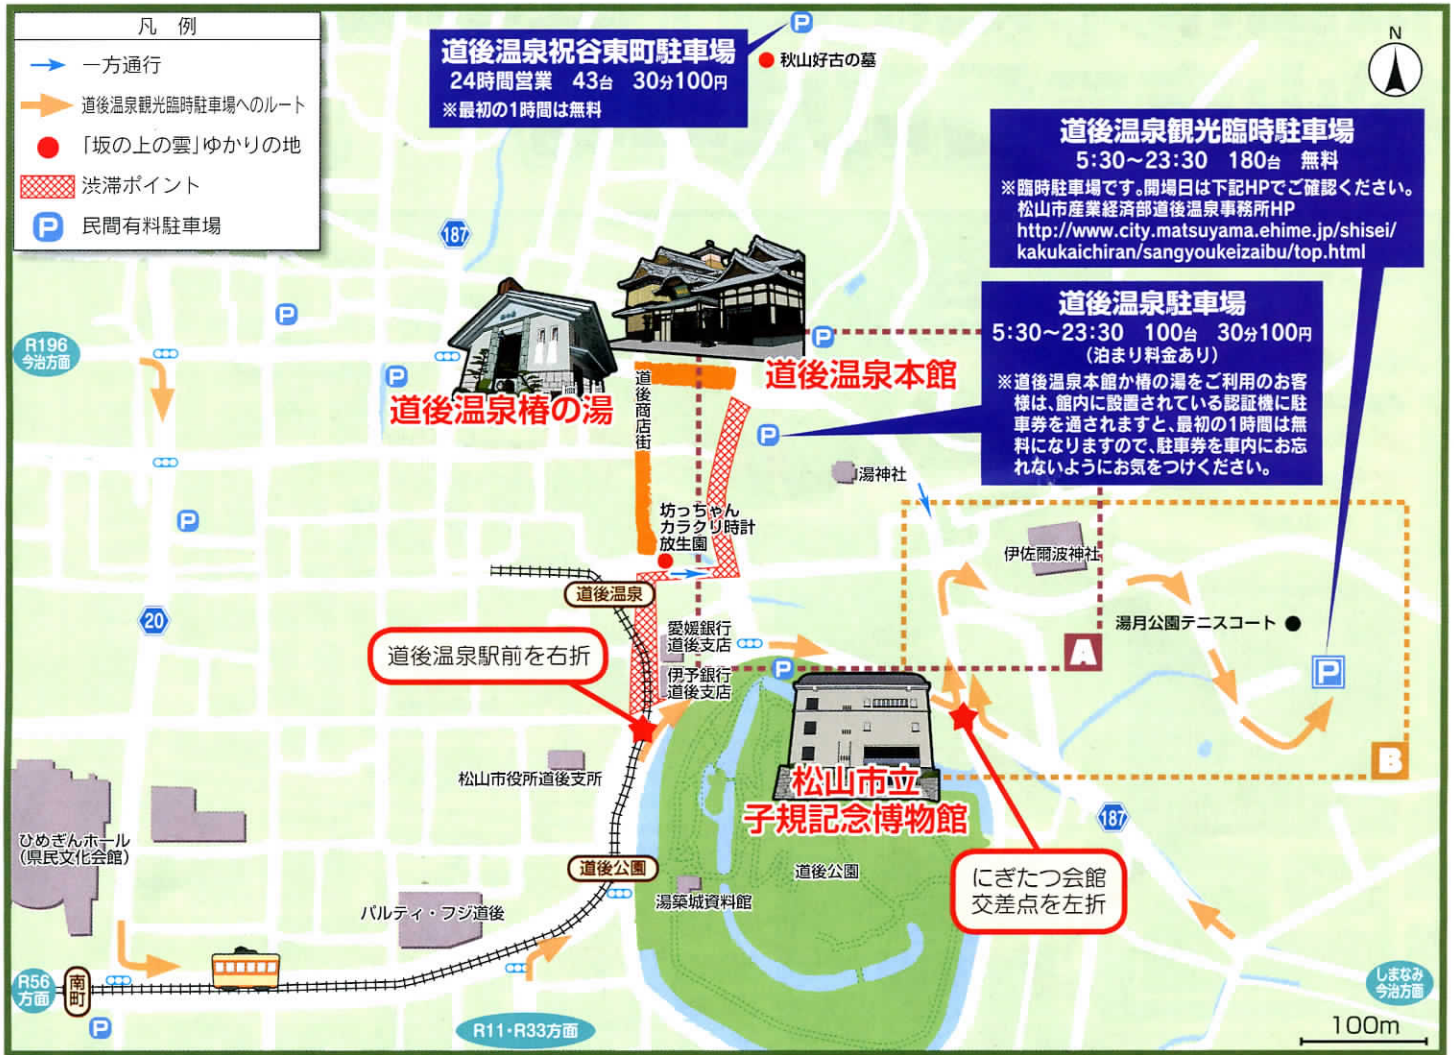 凡 例
一方通行
道後温泉観光臨時駐車場へのルート
「坂の上の雲」ゆかりの地
渋滞ポイント
P
民間有料駐車場
P
道後温泉祝谷東町駐車場
24時間営業 43台 30分100円
※最初の1時間は無料
秋山好古の墓
N
道後温泉観光臨時駐車場
5:30～23:30 180台 無料
※臨時駐車場です。開場日は下記HPでご確認ください。
松山市産業経済部道後温泉事務所HP
http://www.city.matsuyama.ehime.jp/shisei/
kakukaichiran/sangyoukeizaibu/top.html
187
道後温泉駐車場
5:30～23:30 100台 30分100円
(泊まり料金あり)
※道後温泉本館か椿の湯をご利用のお客
様は、館内に設置されている認証機に駐
車券を通されますと、最初の1時間は無
料になりますので、駐車券を車内にお忘
れないようにお気をつけください。
P
P
R196
今治方面
P
道後温泉本館
道後温泉椿の湯
道後商店街
P
湯神社
P
坊っちゃん
カラクリ時計
放生園
伊佐爾波神社
道後温泉
20
愛媛銀行
道後支店
湯月公園テニスコート
A
道後温泉駅前を右折
伊予銀行
道後支店
P
P
B
松山市役所道後支所
松山市立
子規記念博物館
187
ひめぎんホール
(県民文化会館)
道後公園
道後公園
にぎたつ会館
交差点を左折
湯築城資料館
パルティ・フジ道後
R56
方面
南町
しまなみ
今治方面
P
R11・R33方面
100m